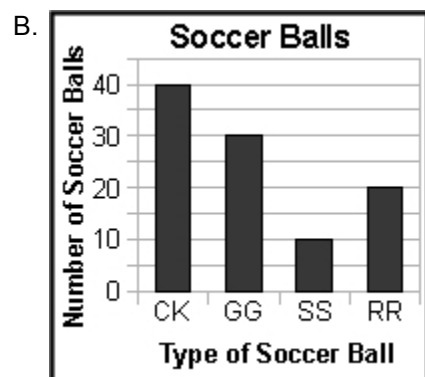 B.
Soccer Balls
Number of Soccer Balls
40
30
20
10
0
CK GG SS RR
Type of Soccer Ball